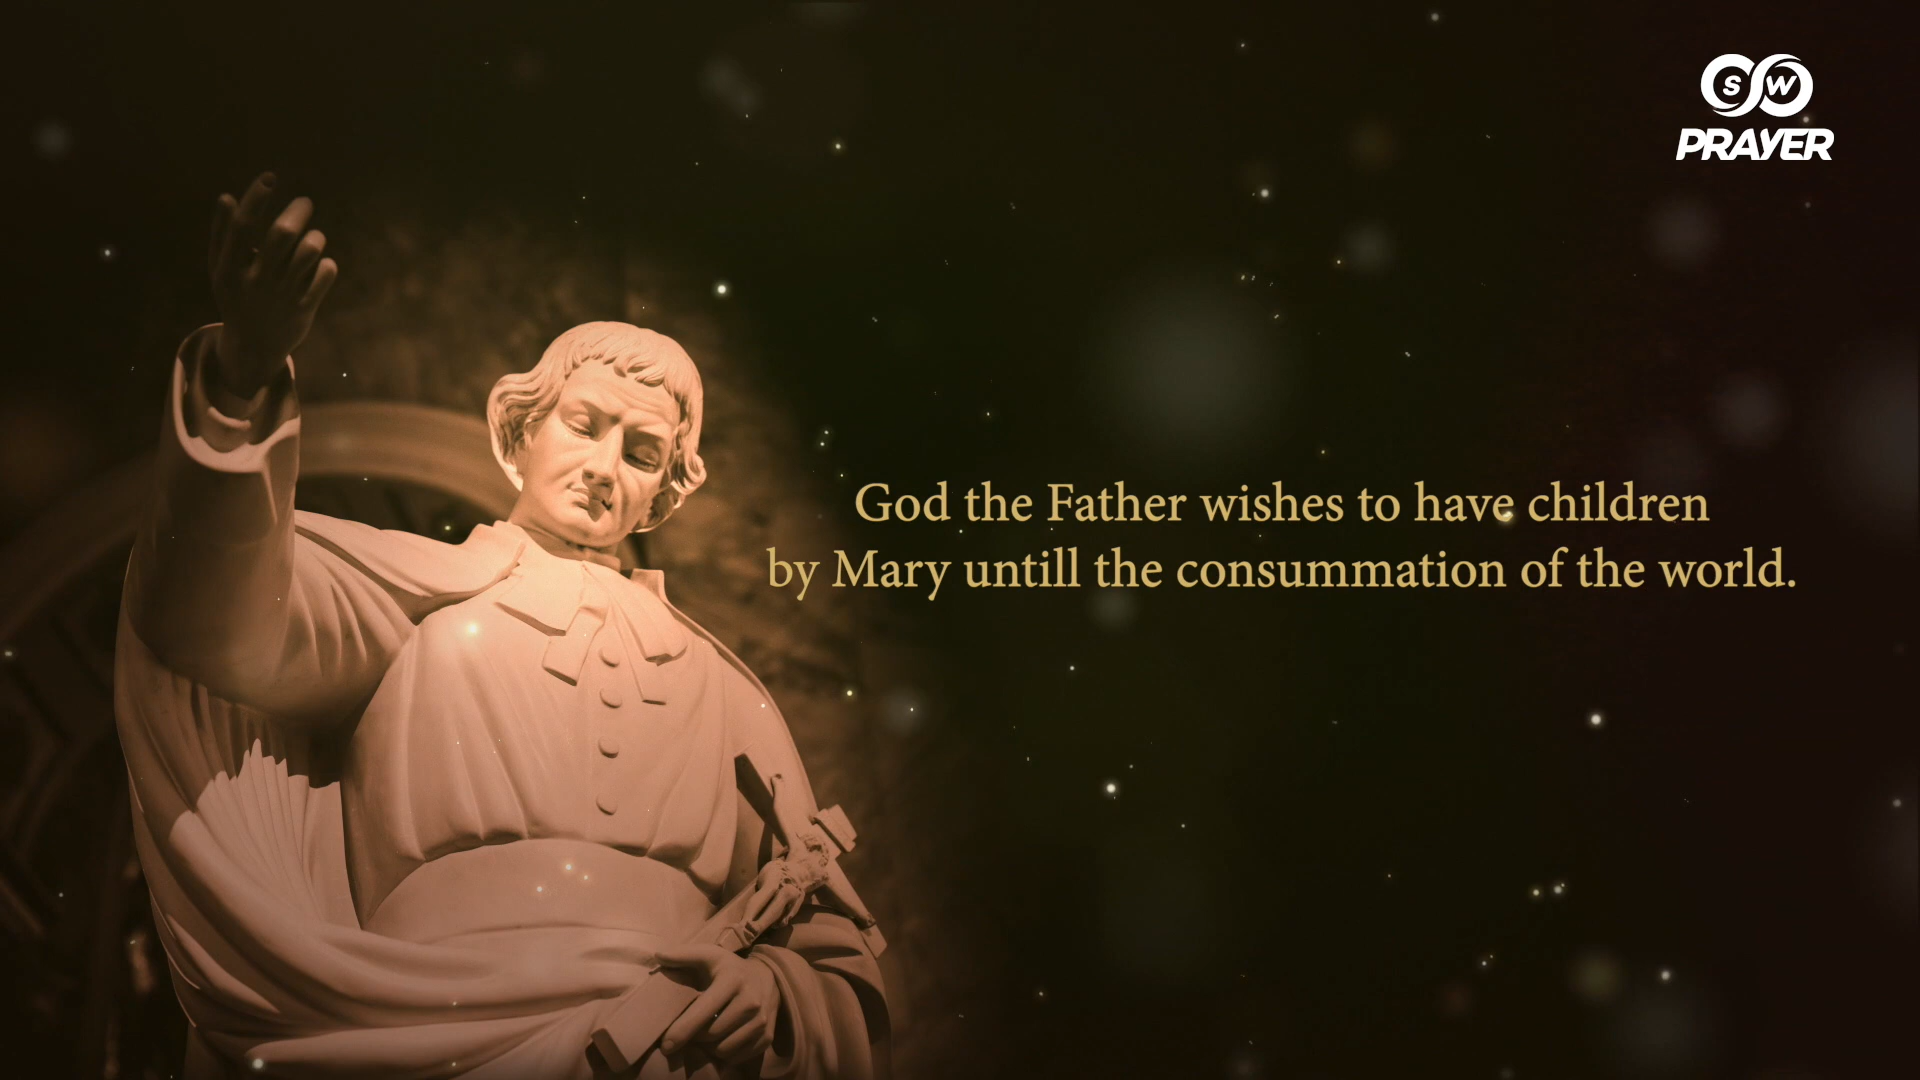 SW
PRAYER
God the Father wishes to have children
by Mary untill the consummation of the world.